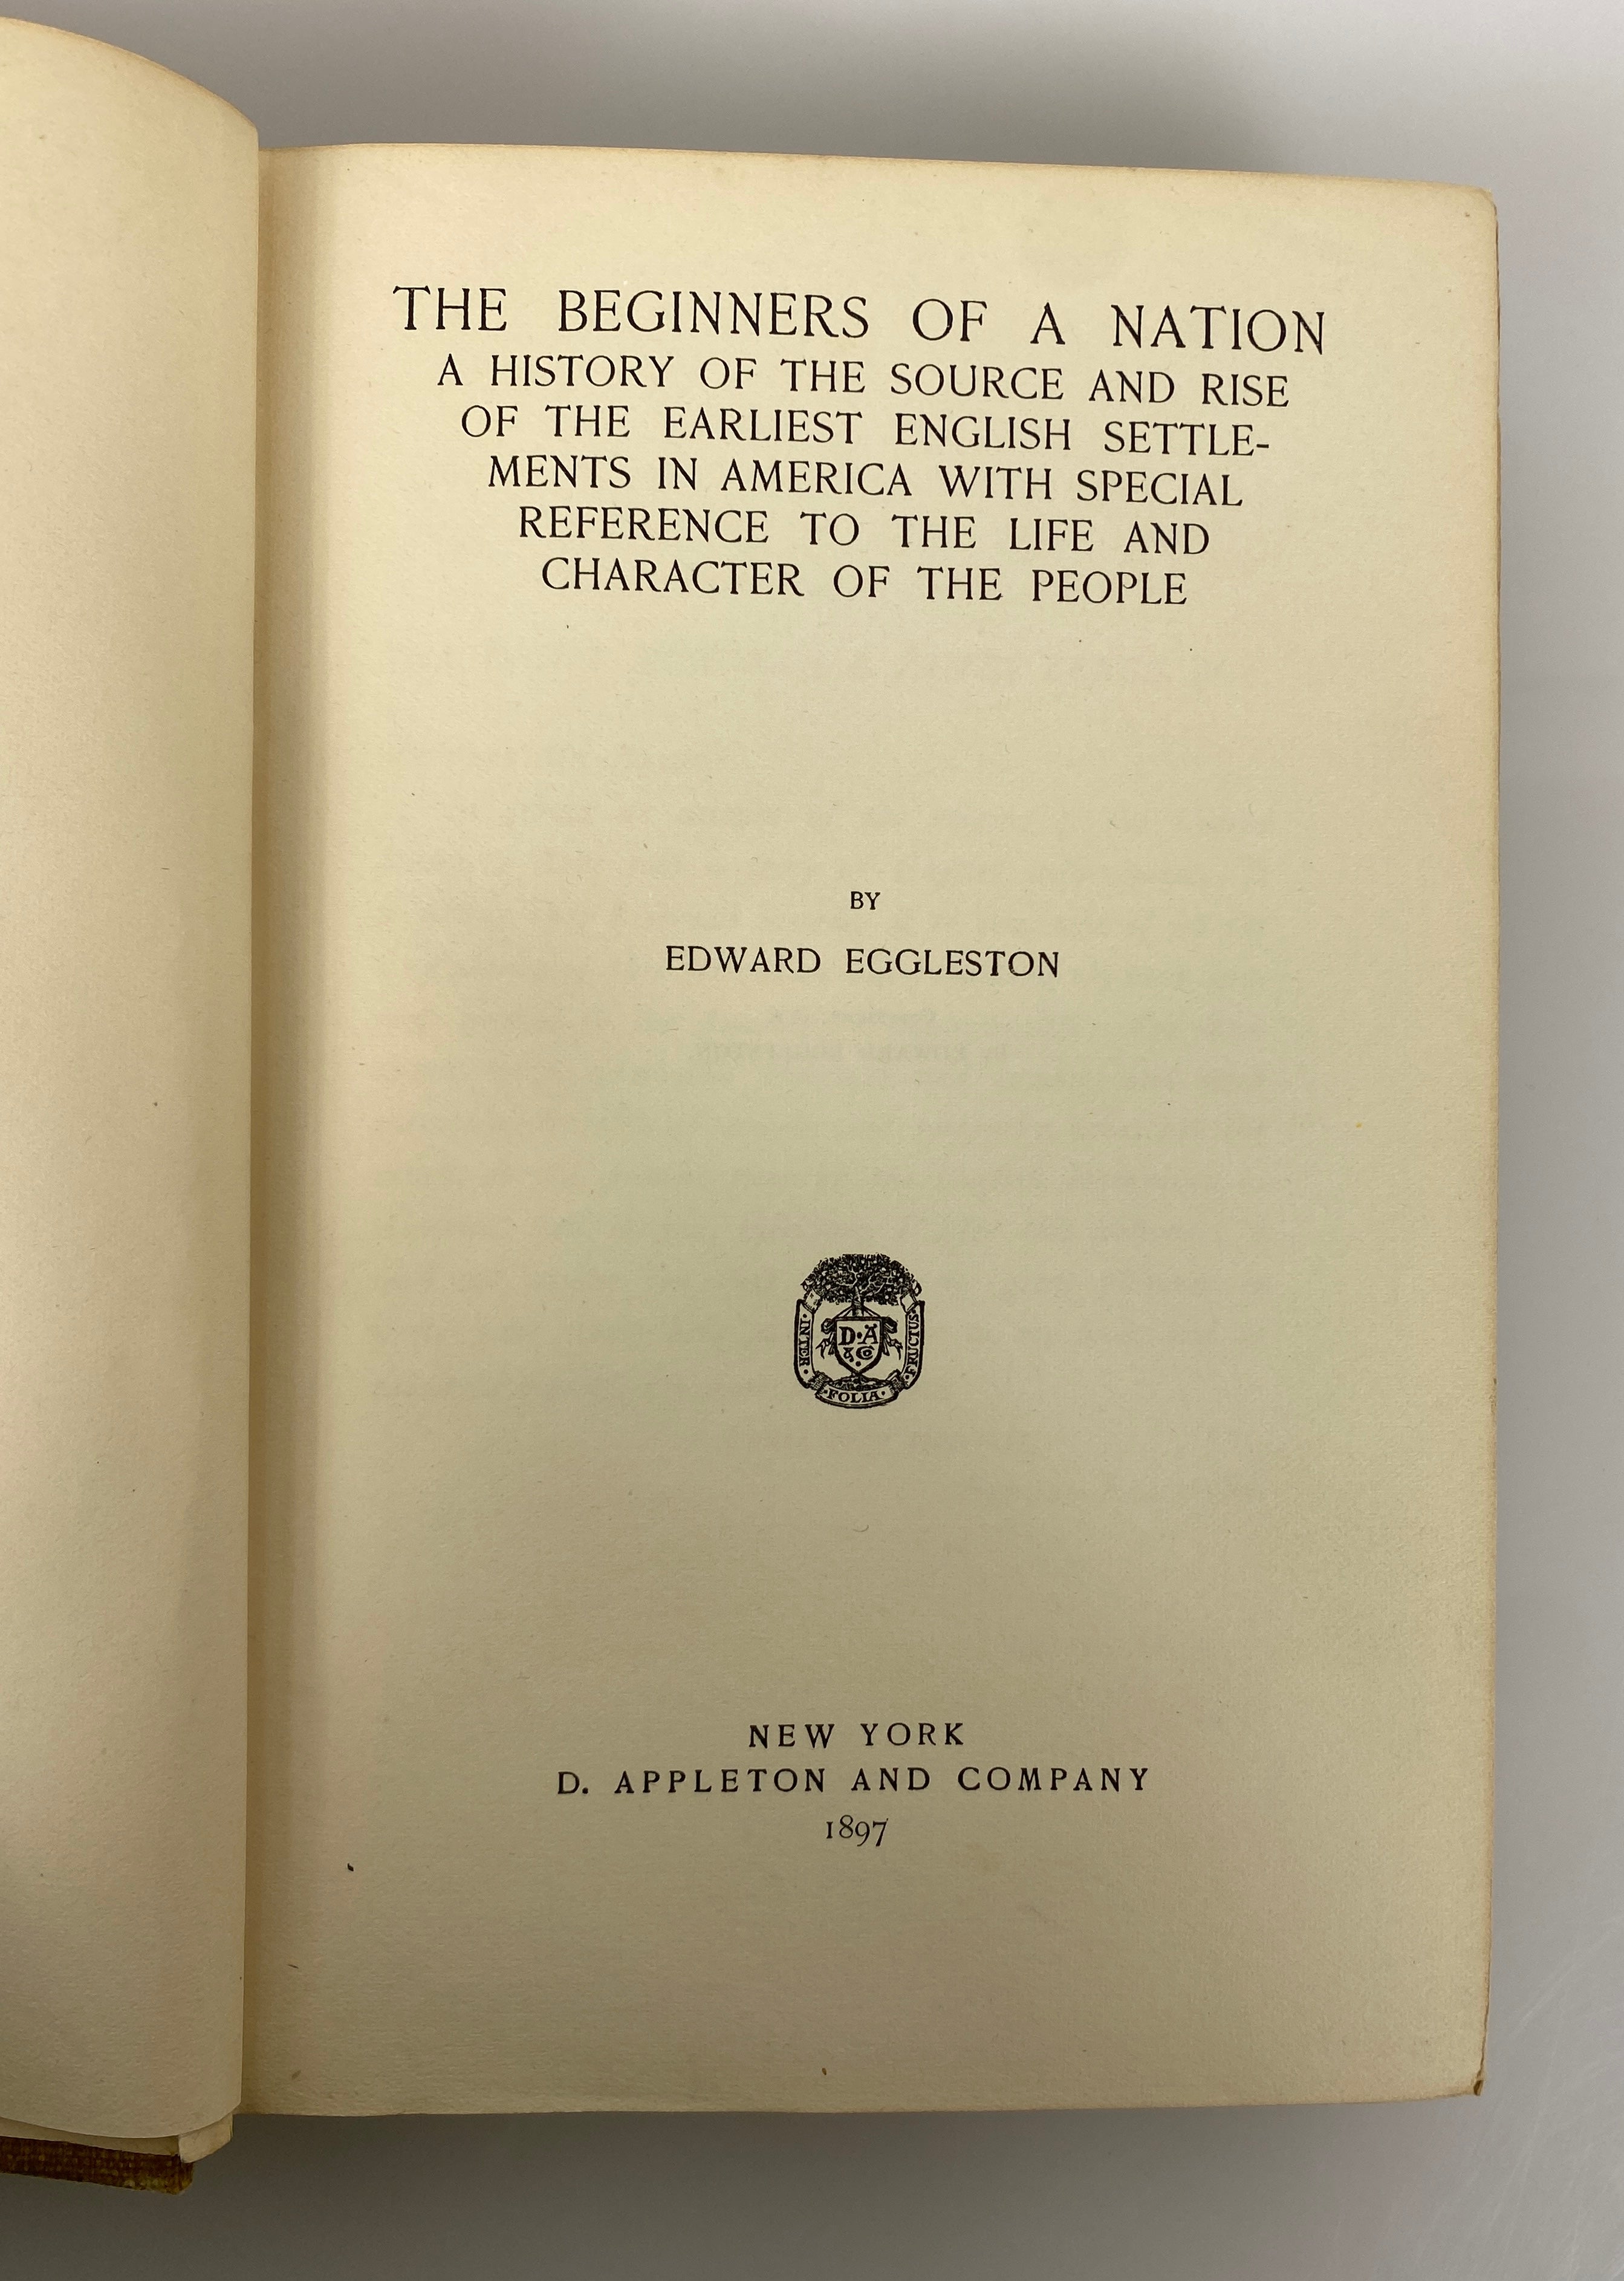 THE BEGINNERS OF A NATION
A HISTORY OF THE SOURCE AND RISE
OF THE EARLIEST ENGLISH SETTLE-
MENTS IN AMERICA WITH SPECIAL
REFERENCE TO THE LIFE AND
CHARACTER OF THE PEOPLE
BY
EDWARD EGGLESTON
D·A
&Co
·INTER·
·FOLIA·
·FRUCTUS·
NEW YORK
D. APPLETON AND COMPANY
1897